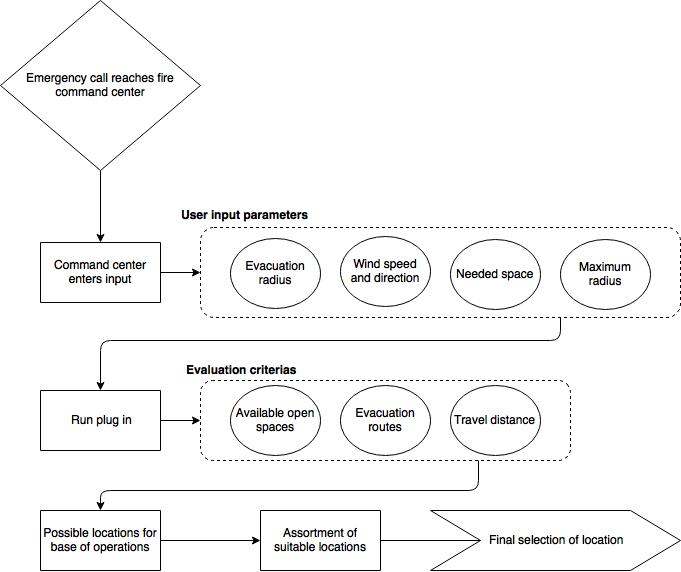 Emergency call reaches fire
command center
User input parameters
Command center
enters input
Evacuation
radius
Wind speed
and direction
Needed space
Maximum
radius
Evaluation criterias
Run plug in
Available open
spaces
Evacuation
routes
Travel distance
Possible locations for
base of operations
Assortment of
suitable locations
Final selection of location